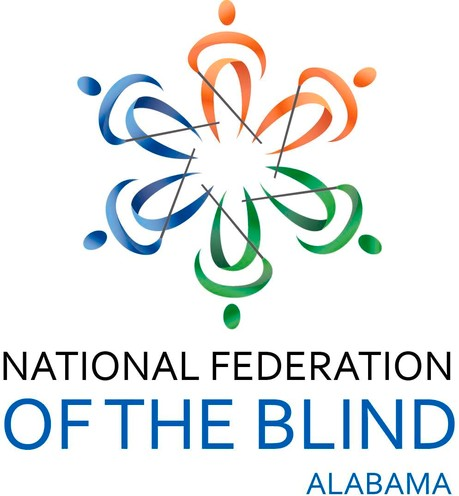 NATIONAL FEDERATION
OF THE BLIND
ALABAMA